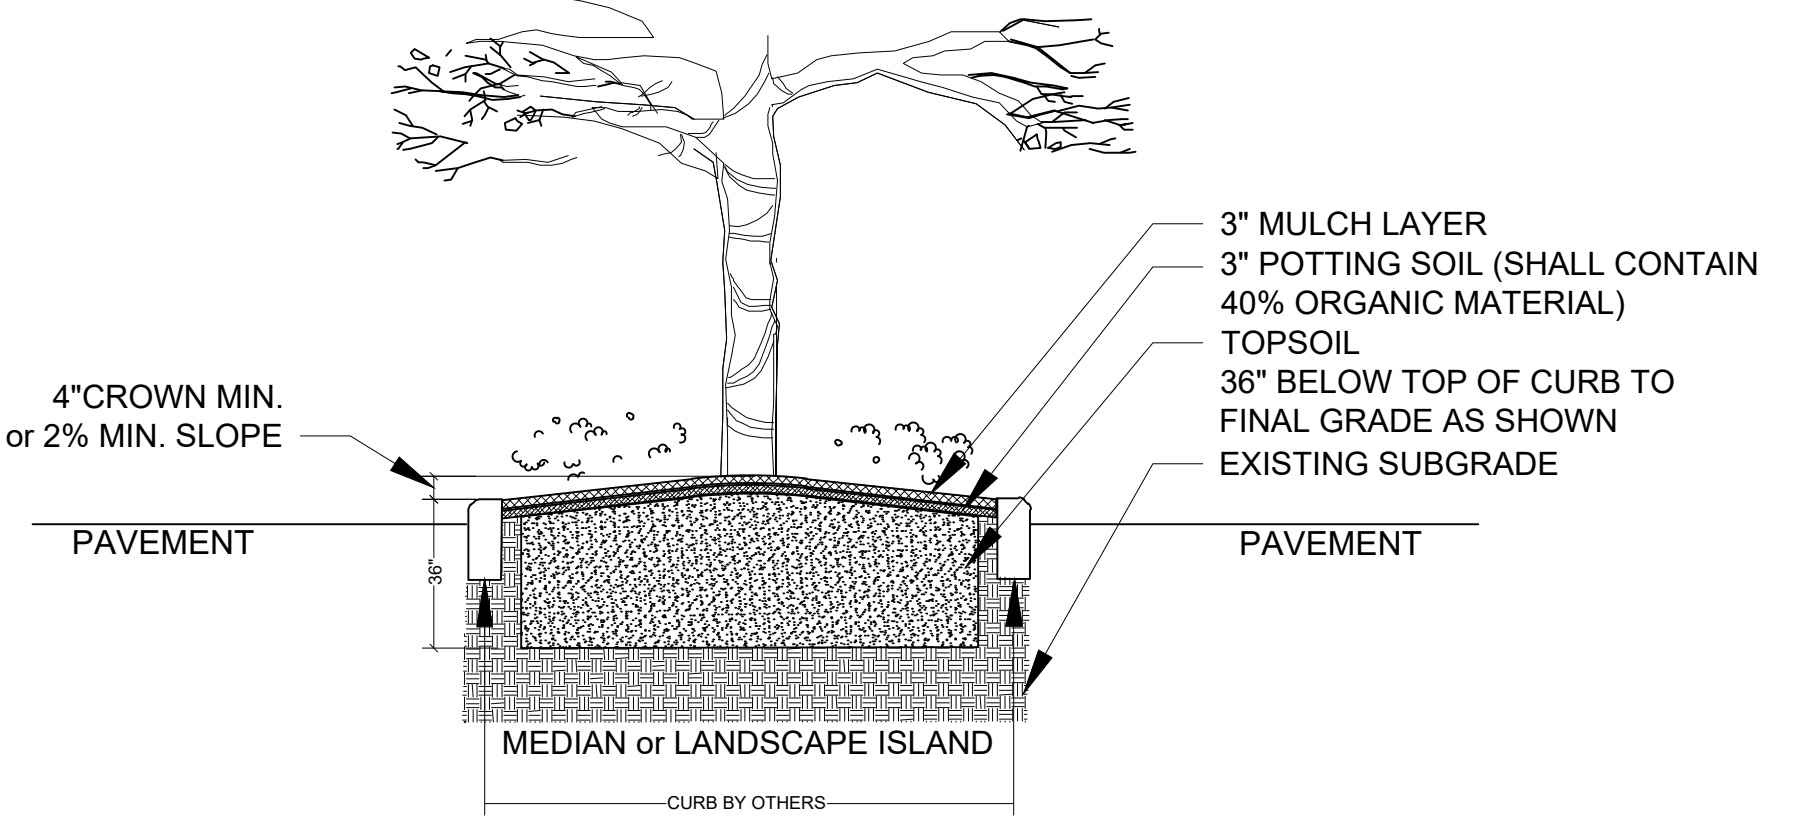 3" MULCH LAYER
3" POTTING SOIL (SHALL CONTAIN
40% ORGANIC MATERIAL)
TOPSOIL
36" BELOW TOP OF CURB TO
FINAL GRADE AS SHOWN
EXISTING SUBGRADE
4"CROWN MIN.
or 2% MIN. SLOPE
PAVEMENT
PAVEMENT
36"
MEDIAN or LANDSCAPE ISLAND
CURB BY OTHERS